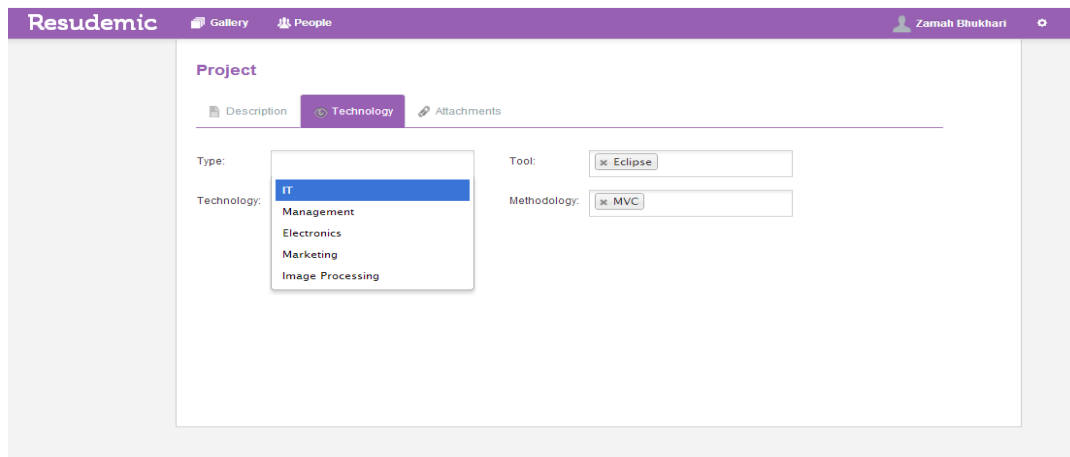 Resudemic Gallery People Zamah Bhukhari
Project
Description Technology Attachments
Type: Tool: Eclipse
IT
Technology: Methodology: MVC
Management
Electronics
Marketing
Image Processing